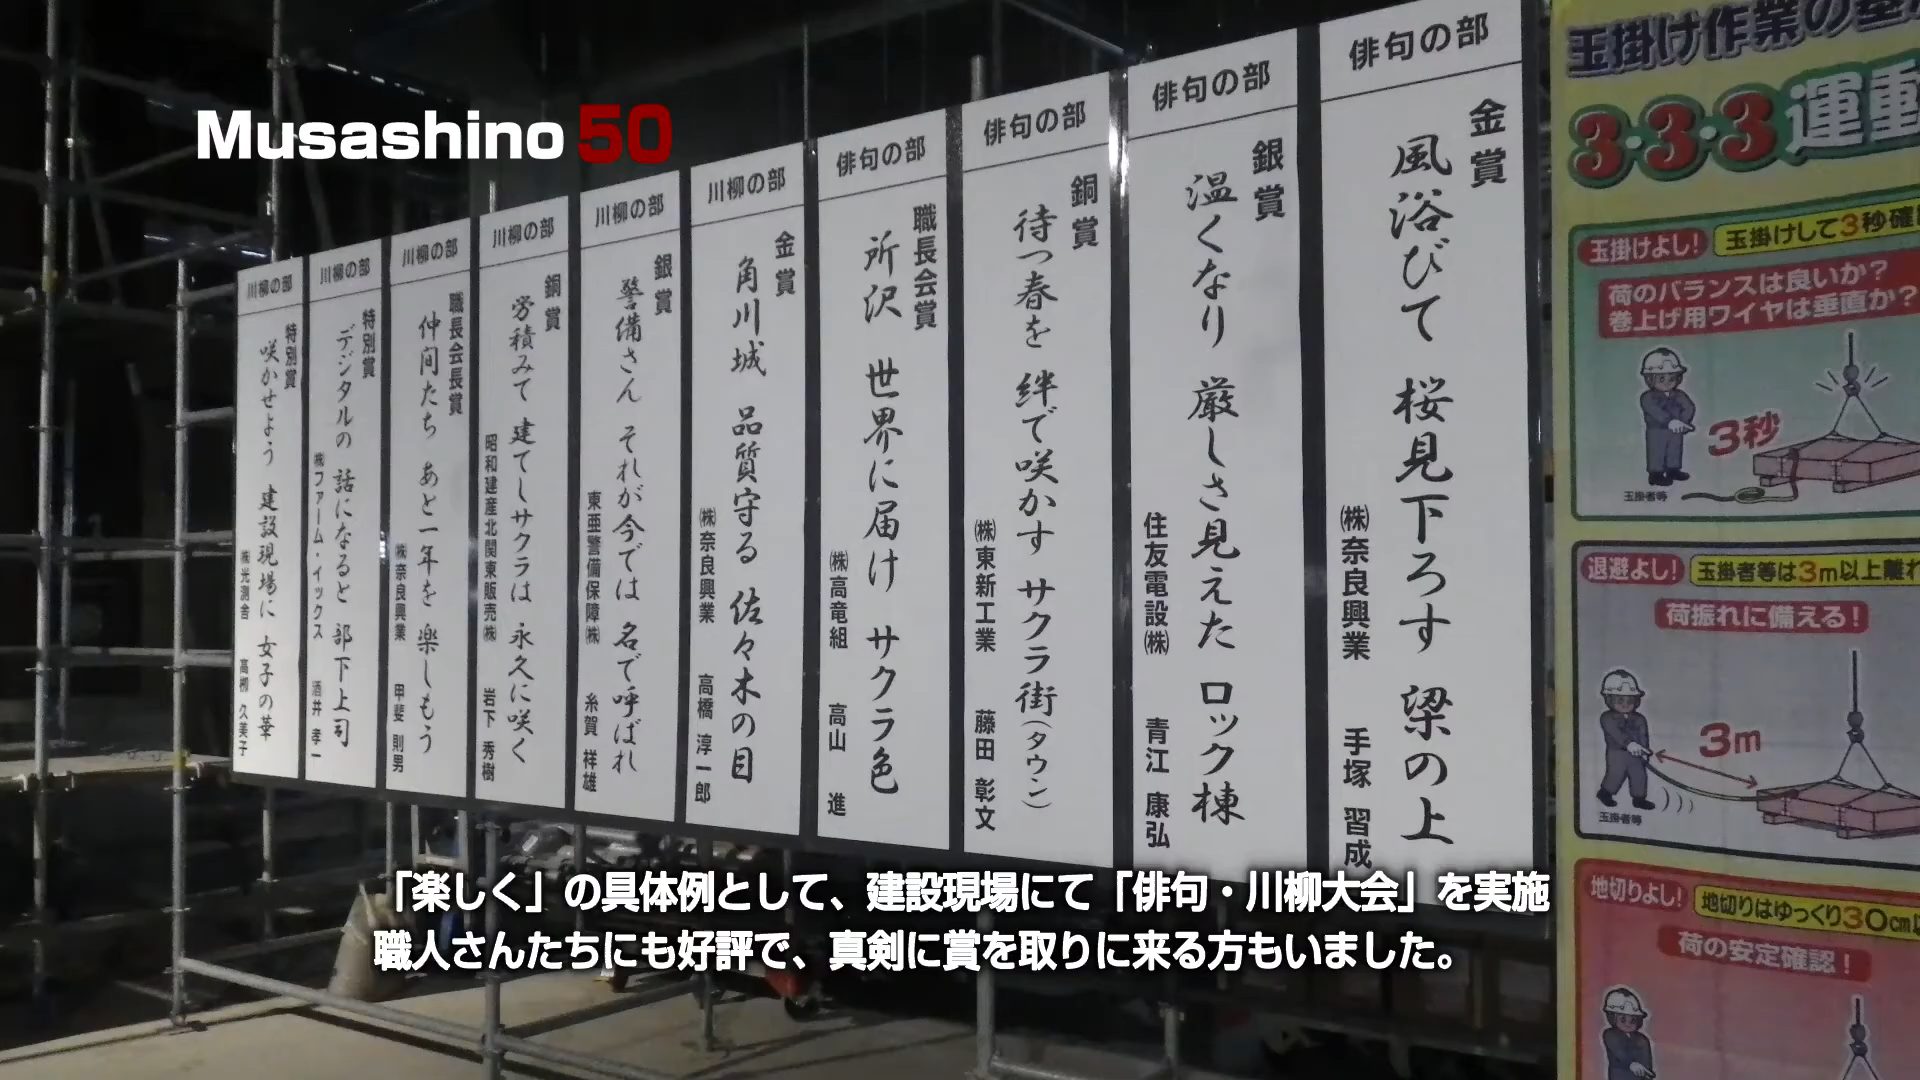 Musashino 50
俳句の部
金賞
風浴びて 桜見下ろす 梁の上
㈱奈良興業 手塚 習成
俳句の部
銀賞
温くなり 厳しさ見えた ロック棟
住友電設㈱ 青江 康弘
俳句の部
銅賞
待つ春を 絆で咲かす サクラ街(タウン)
㈱東新工業 藤田 彰文
俳句の部
職長会賞
所沢 世界に届け サクラ色
㈱高竜組 高山 進
川柳の部
金賞
角川城 品質守る 佐々木の目
㈱奈良興業 高橋 淳一郎
川柳の部
銀賞
警備さん それが今では 名で呼ばれ
東亜警備保障㈱ 糸賀 祥雄
川柳の部
銅賞
労積みて 建てしサクラは 永久に咲く
昭和建産北関東販売㈱ 岩下 秀樹
川柳の部
職長会長賞
仲間たち あと一年を 楽しもう
㈱奈良興業 甲斐 則男
川柳の部
特別賞
デジタルの 話になると 部下上司
㈱ファーム・イックス 酒井 孝一
川柳の部
特別賞
咲かせよう 建設現場に 女子の華
㈱光測舎 高柳 久美子
玉掛け作業の
3・3・3運動
玉掛けよし!
玉掛けして3秒確
荷のバランスは良いか?
巻上げ用ワイヤは垂直か?
3秒
玉掛者等
退避よし!
玉掛者等は3m以上離れ
荷振れに備える!
3m
玉掛者等
地切りよし!
地切りはゆっくり30cm
荷の安定確認!
「楽しく」の具体例として、建設現場にて「俳句・川柳大会」を実施
職人さんたちにも好評で、真剣に賞を取りに来る方もいました。